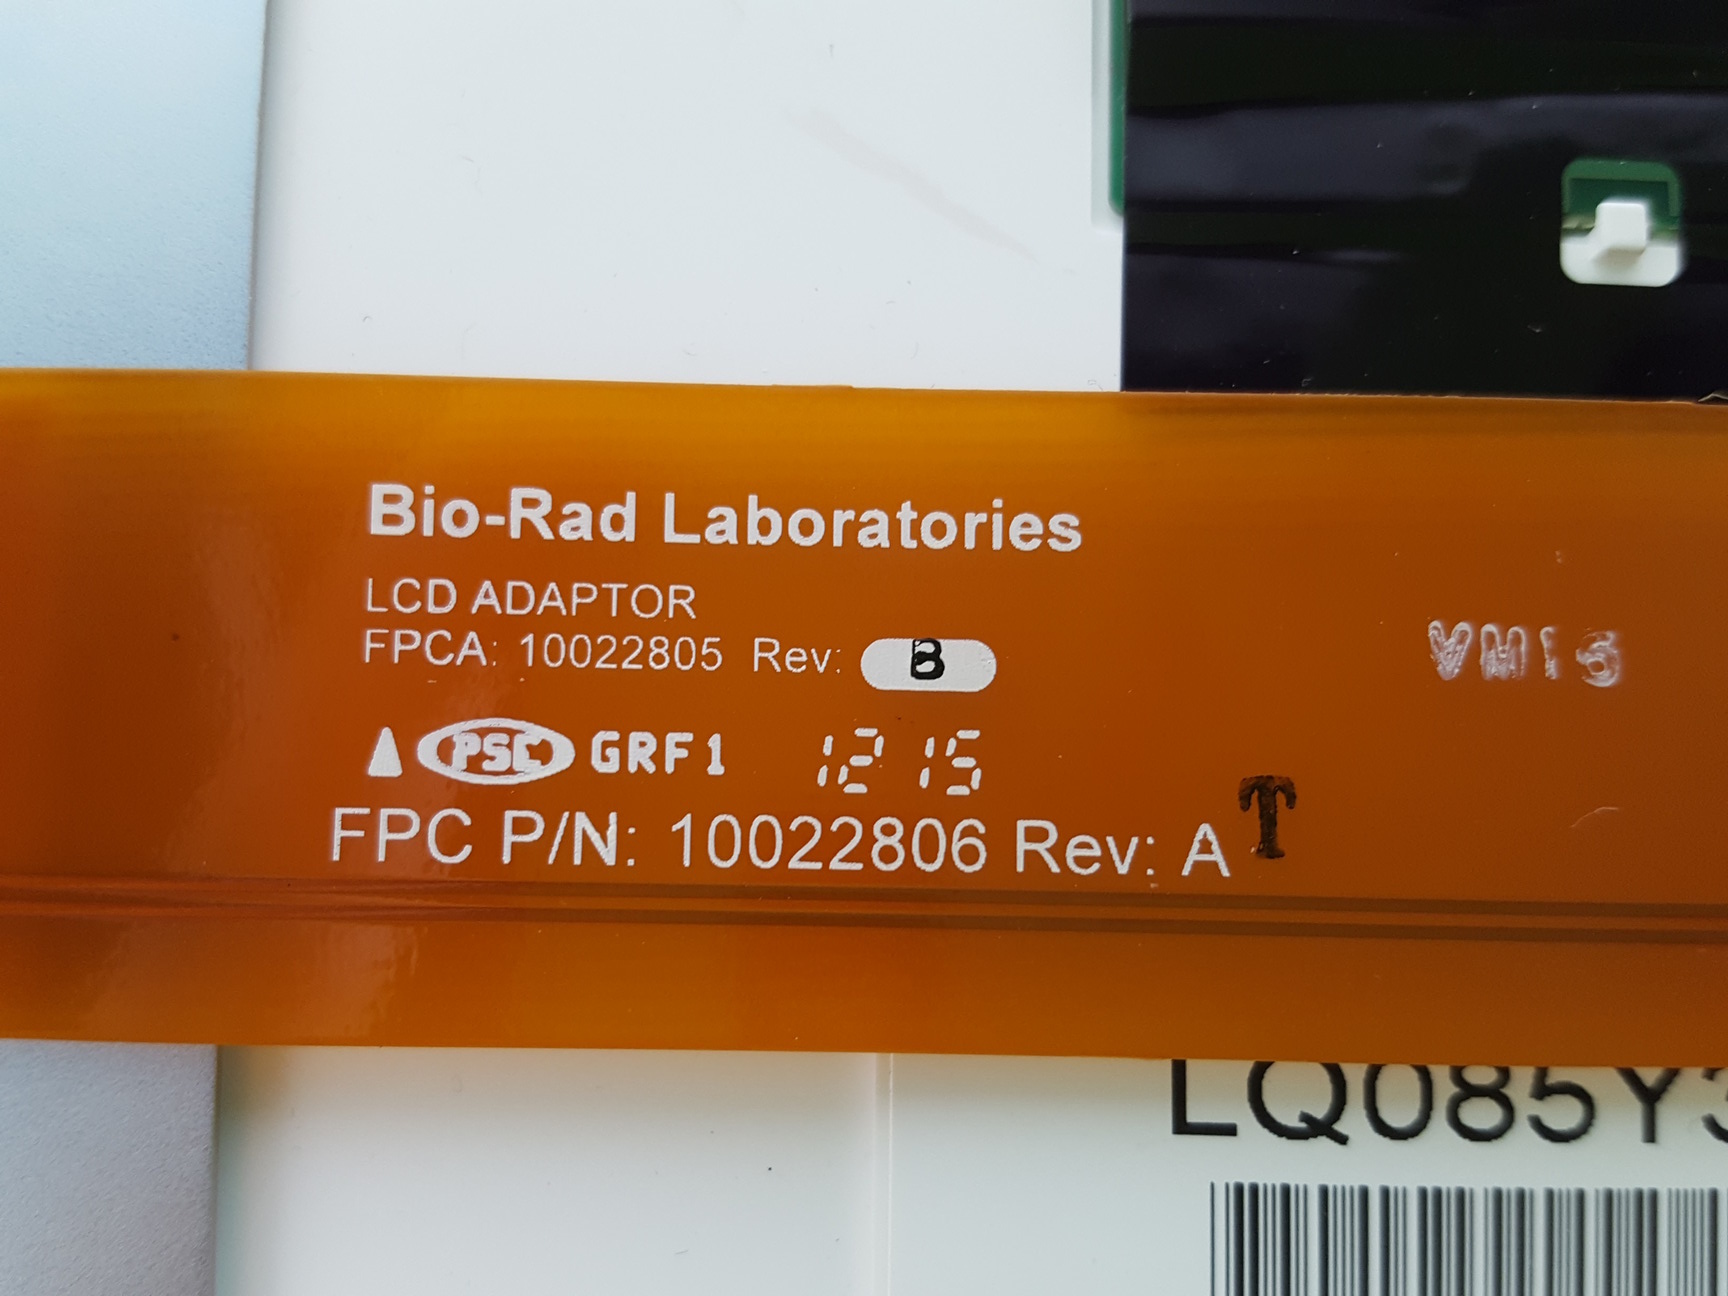 Bio-Rad Laboratories
LCD ADAPTOR
FPCA: 10022805 Rev: B
VM16
PSC GRF1 1215
FPC P/N: 10022806 Rev: A T
LQ085Y3